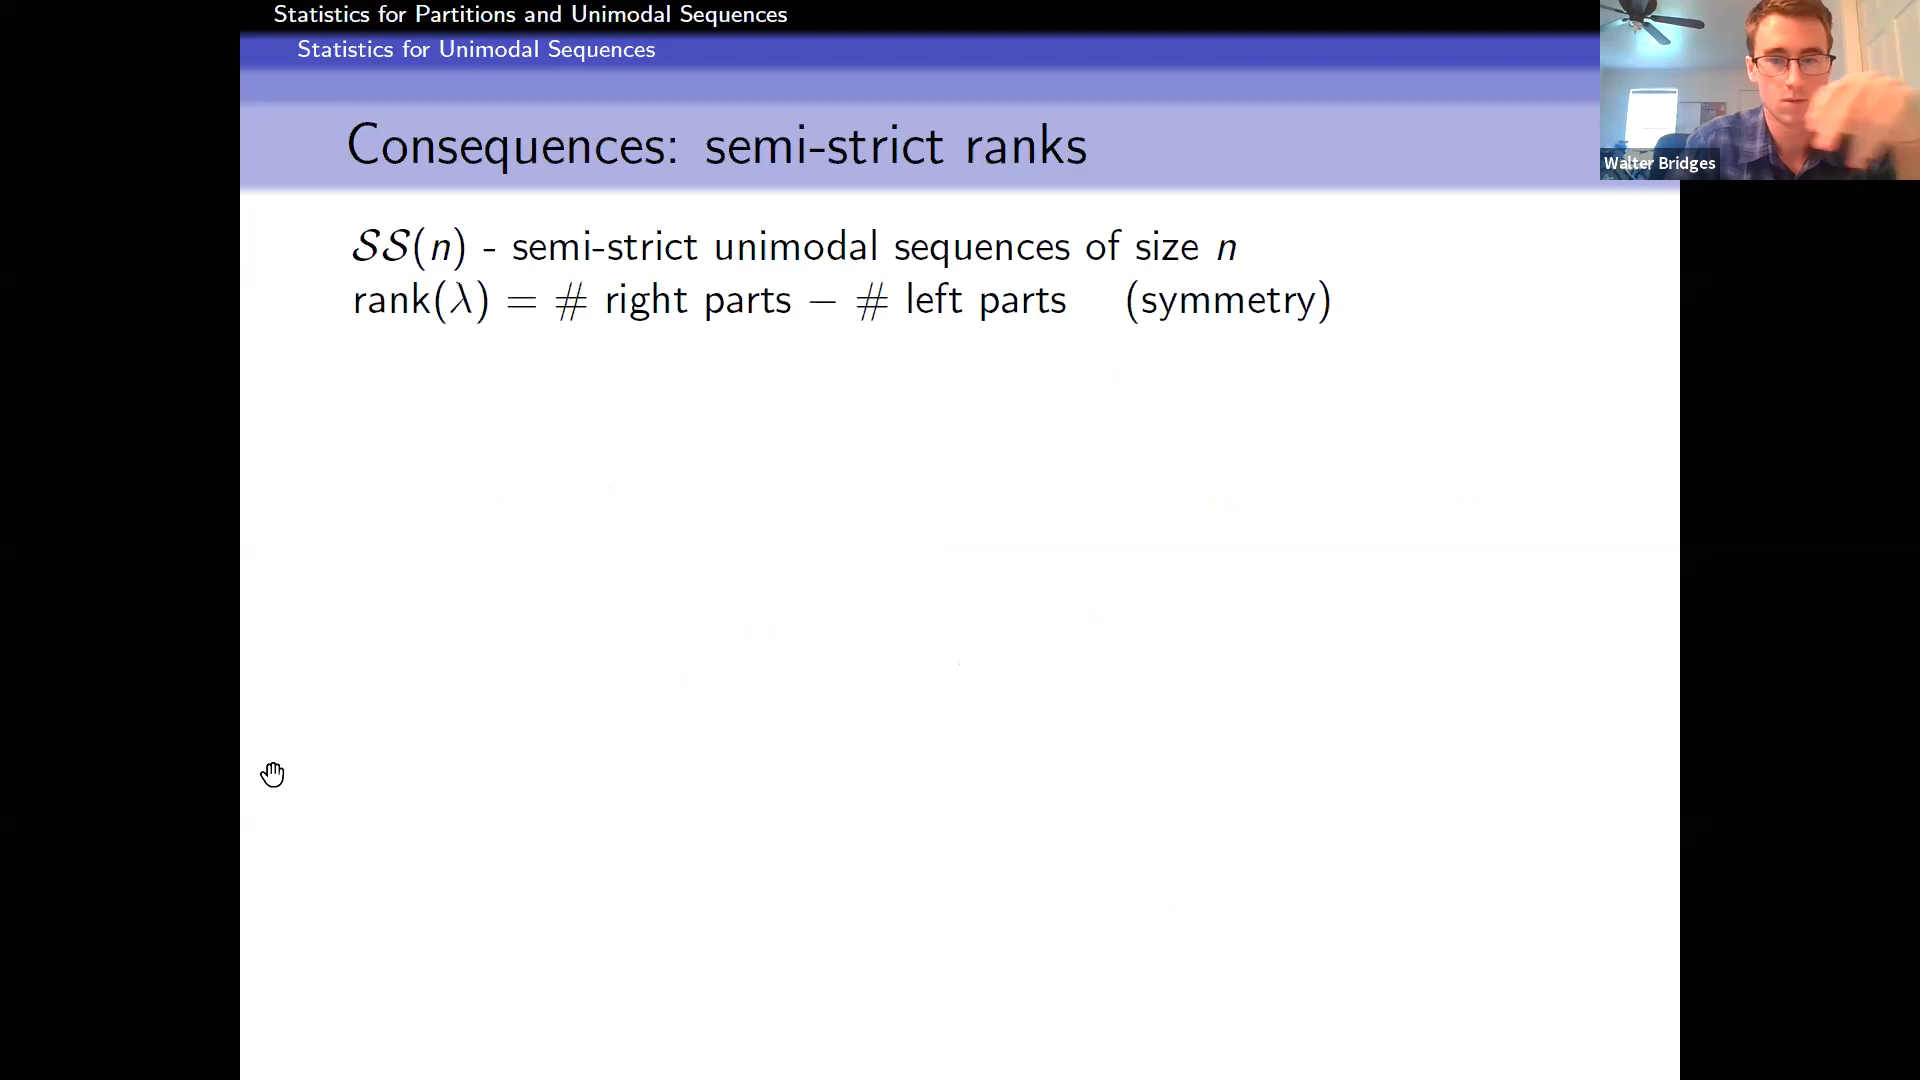 Statistics for Partitions and Unimodal Sequences
Statistics for Unimodal Sequences
Consequences: semi-strict ranks
𝒮𝒮(n) - semi-strict unimodal sequences of size n
rank(λ) = # right parts − # left parts (symmetry)
Walter Bridges